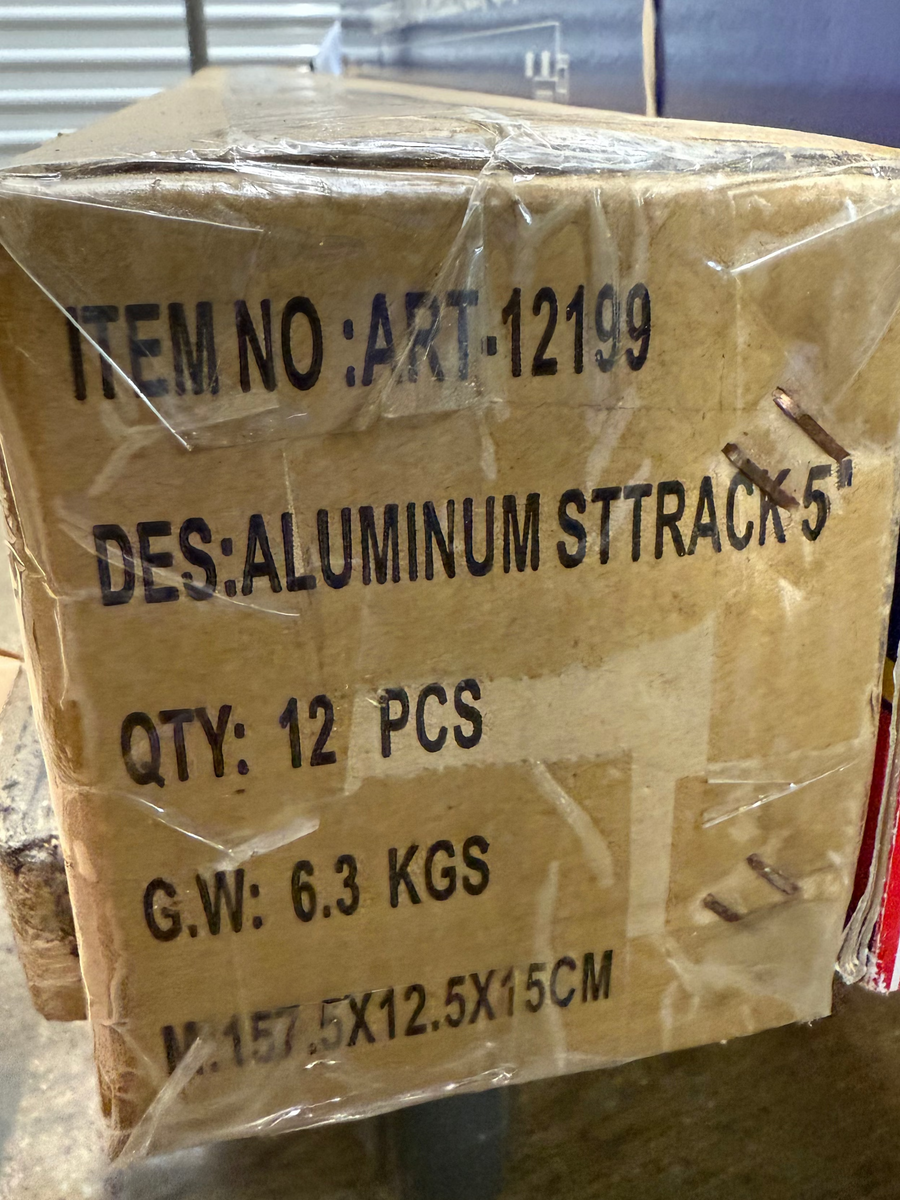 ITEM NO :ART-12199
DES:ALUMINUM STTRACK 5"
QTY: 12 PCS
G.W: 6.3 KGS
M:157.5X12.5X15CM